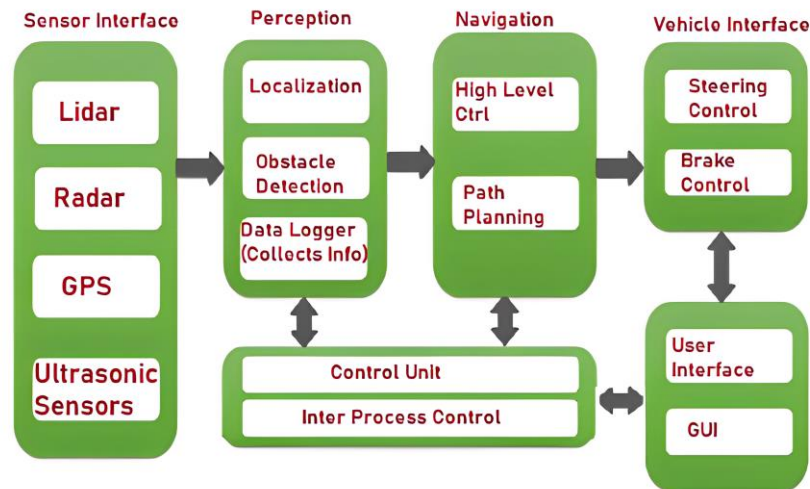 Sensor Interface
Lidar
Radar
GPS
Ultrasonic
Sensors
Perception
Localization
Obstacle
Detection
Data Logger
(Collects Info)
Navigation
High Level
Ctrl
Path
Planning
Vehicle Interface
Steering
Control
Brake
Control
Control Unit
Inter Process Control
User
Interface
GUI